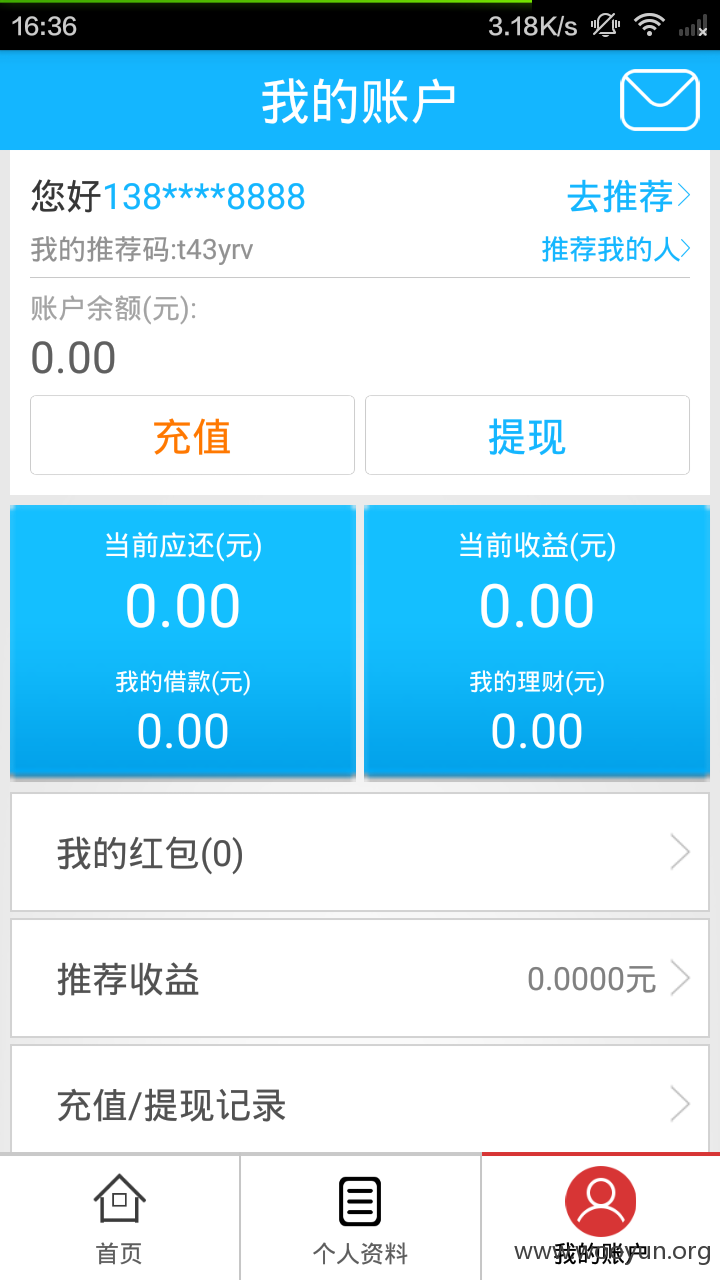 16:36 3.18K/s
我的账户
您好138****8888 去推荐
我的推荐码:t43yrv 推荐我的人
账户余额(元):
0.00
充值 提现
当前应还(元) 当前收益(元)
0.00 0.00
我的借款(元) 我的理财(元)
0.00 0.00
我的红包(0)
推荐收益 0.0000元
充值/提现记录
首页 个人资料 我的账户